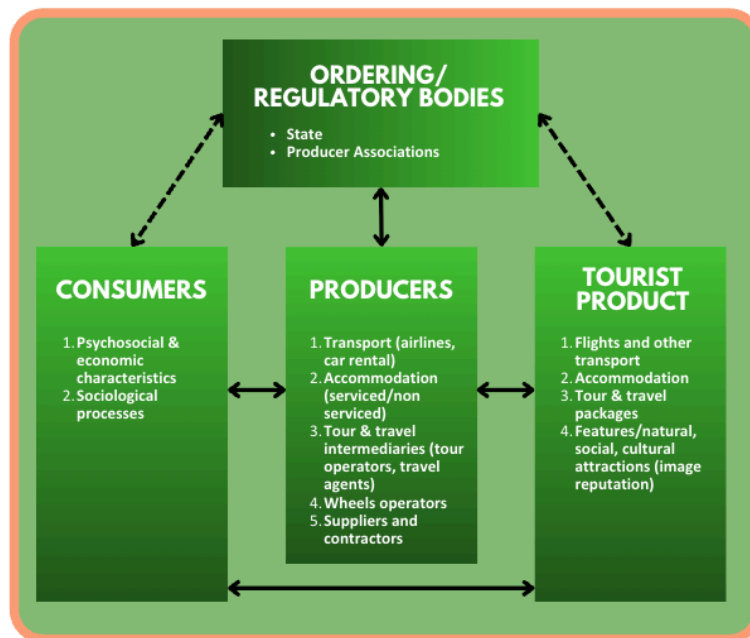 ORDERING/
REGULATORY BODIES
• State
• Producer Associations
CONSUMERS
1. Psychosocial &
economic
characteristics
2. Sociological
processes
PRODUCERS
1. Transport (airlines,
car rental)
2. Accommodation
(serviced/non
serviced)
3. Tour & travel
intermediaries (tour
operators, travel
agents)
4. Wheels operators
5. Suppliers and
contractors
TOURIST
PRODUCT
1. Flights and other
transport
2. Accommodation
3. Tour & travel
packages
4. Features/natural,
social, cultural
attractions (image
reputation)